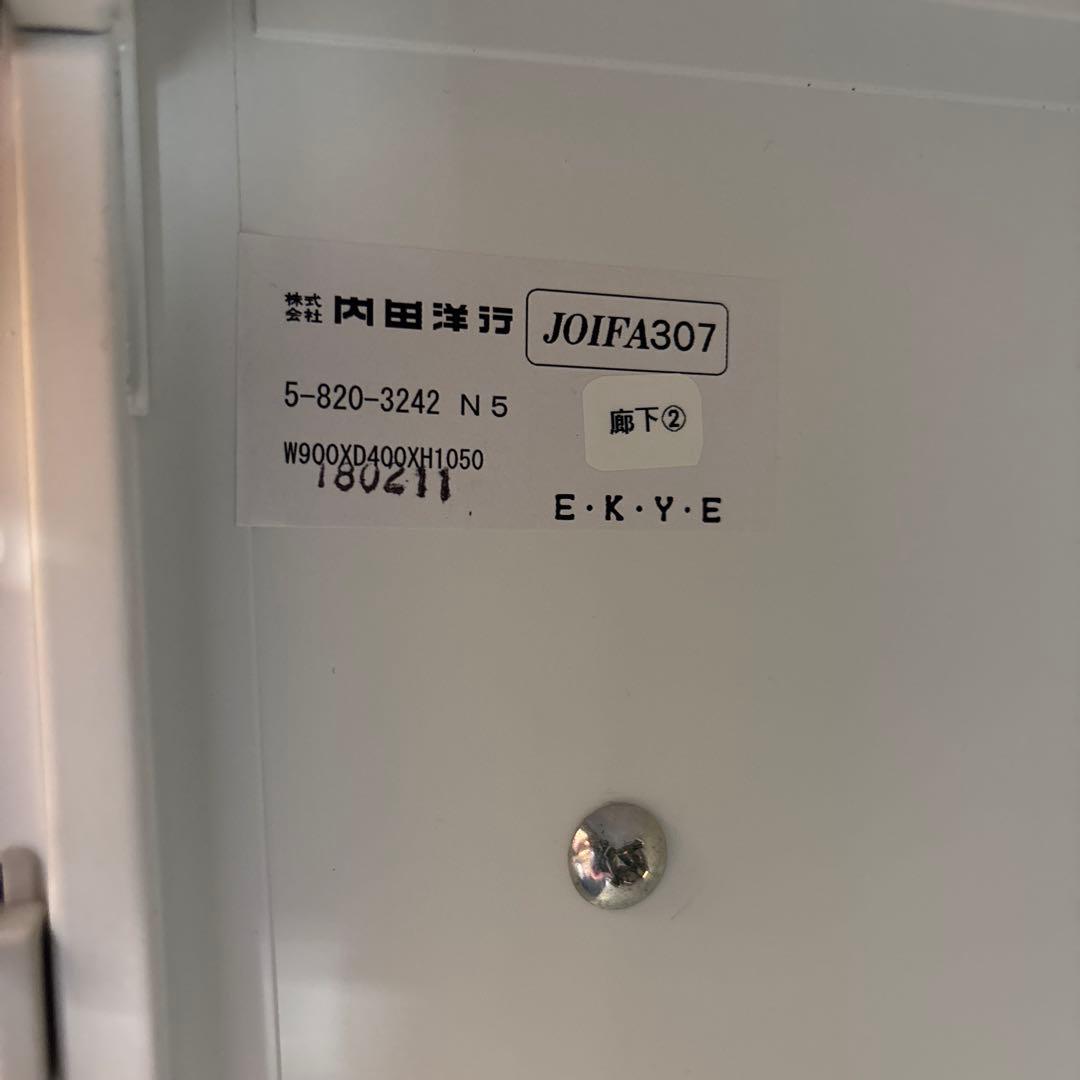 株式会社 内田洋行 JOIFA307
5-820-3242 N5
廊下②
W900XD400XH1050
180211
E・K・Y・E